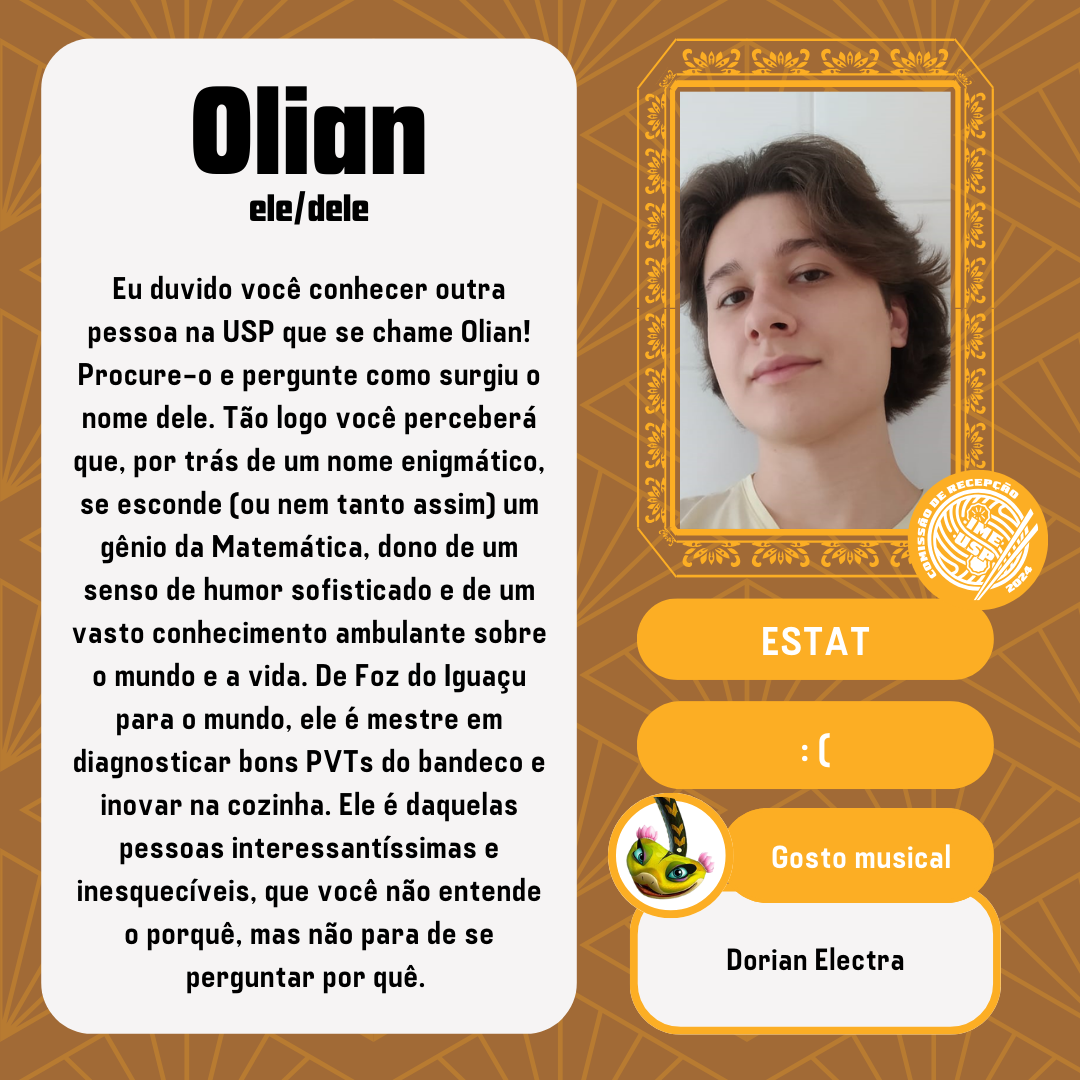 Olian
ele/dele
Eu duvido você conhecer outra
pessoa na USP que se chame Olian!
Procure-o e pergunte como surgiu o
nome dele. Tão logo você perceberá
que, por trás de um nome enigmático,
se esconde (ou nem tanto assim) um
gênio da Matemática, dono de um
senso de humor sofisticado e de um
vasto conhecimento ambulante sobre
o mundo e a vida. De Foz do Iguaçu
para o mundo, ele é mestre em
diagnosticar bons PVTs do bandeco e
inovar na cozinha. Ele é daquelas
pessoas interessantíssimas e
inesquecíveis, que você não entende
o porquê, mas não para de se
perguntar por quê.
COMISSÃO DE RECEPÇÃO
IME
USP
2024
ESTAT
:(
Gosto musical
Dorian Electra